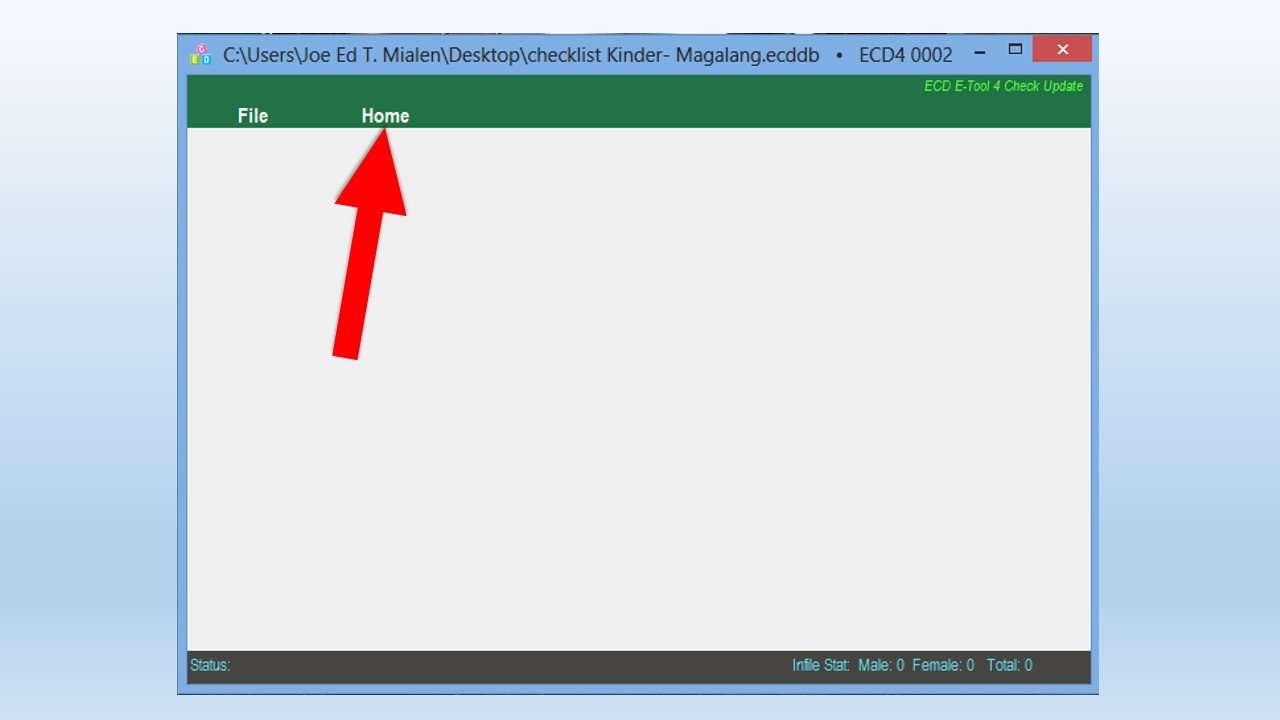 C:\Users\Joe Ed T. Mialen\Desktop\checklist Kinder- Magalang.ecddb • ECD4 0002
ECD E-Tool 4 Check Update
File Home
Status: Infile Stat: Male: 0 Female: 0 Total: 0